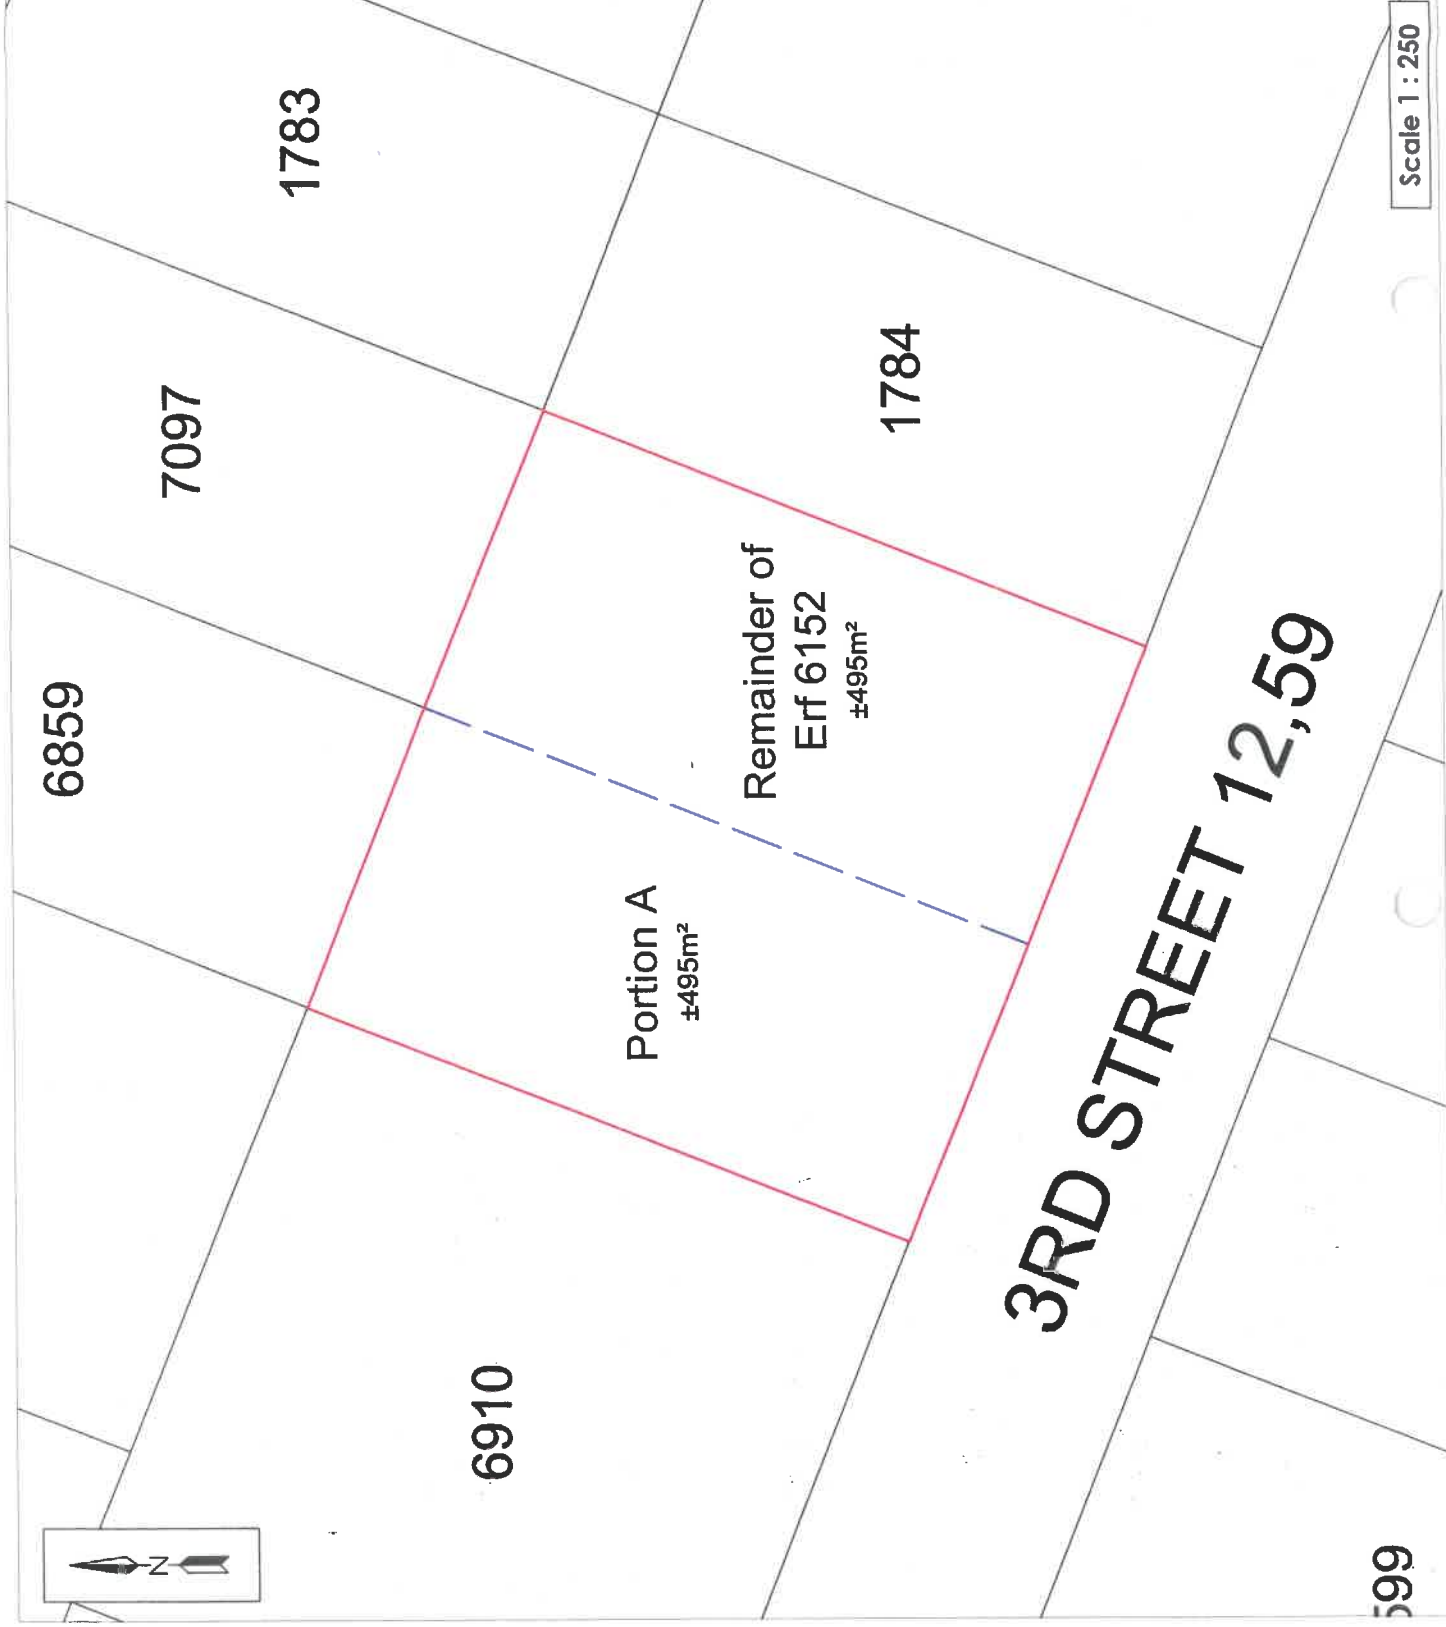 6859
7097
1783
6910
Portion A
±495m²
Remainder of
Erf 6152
±495m²
1784
3RD STREET 12,59
599
N
Scale 1 : 250